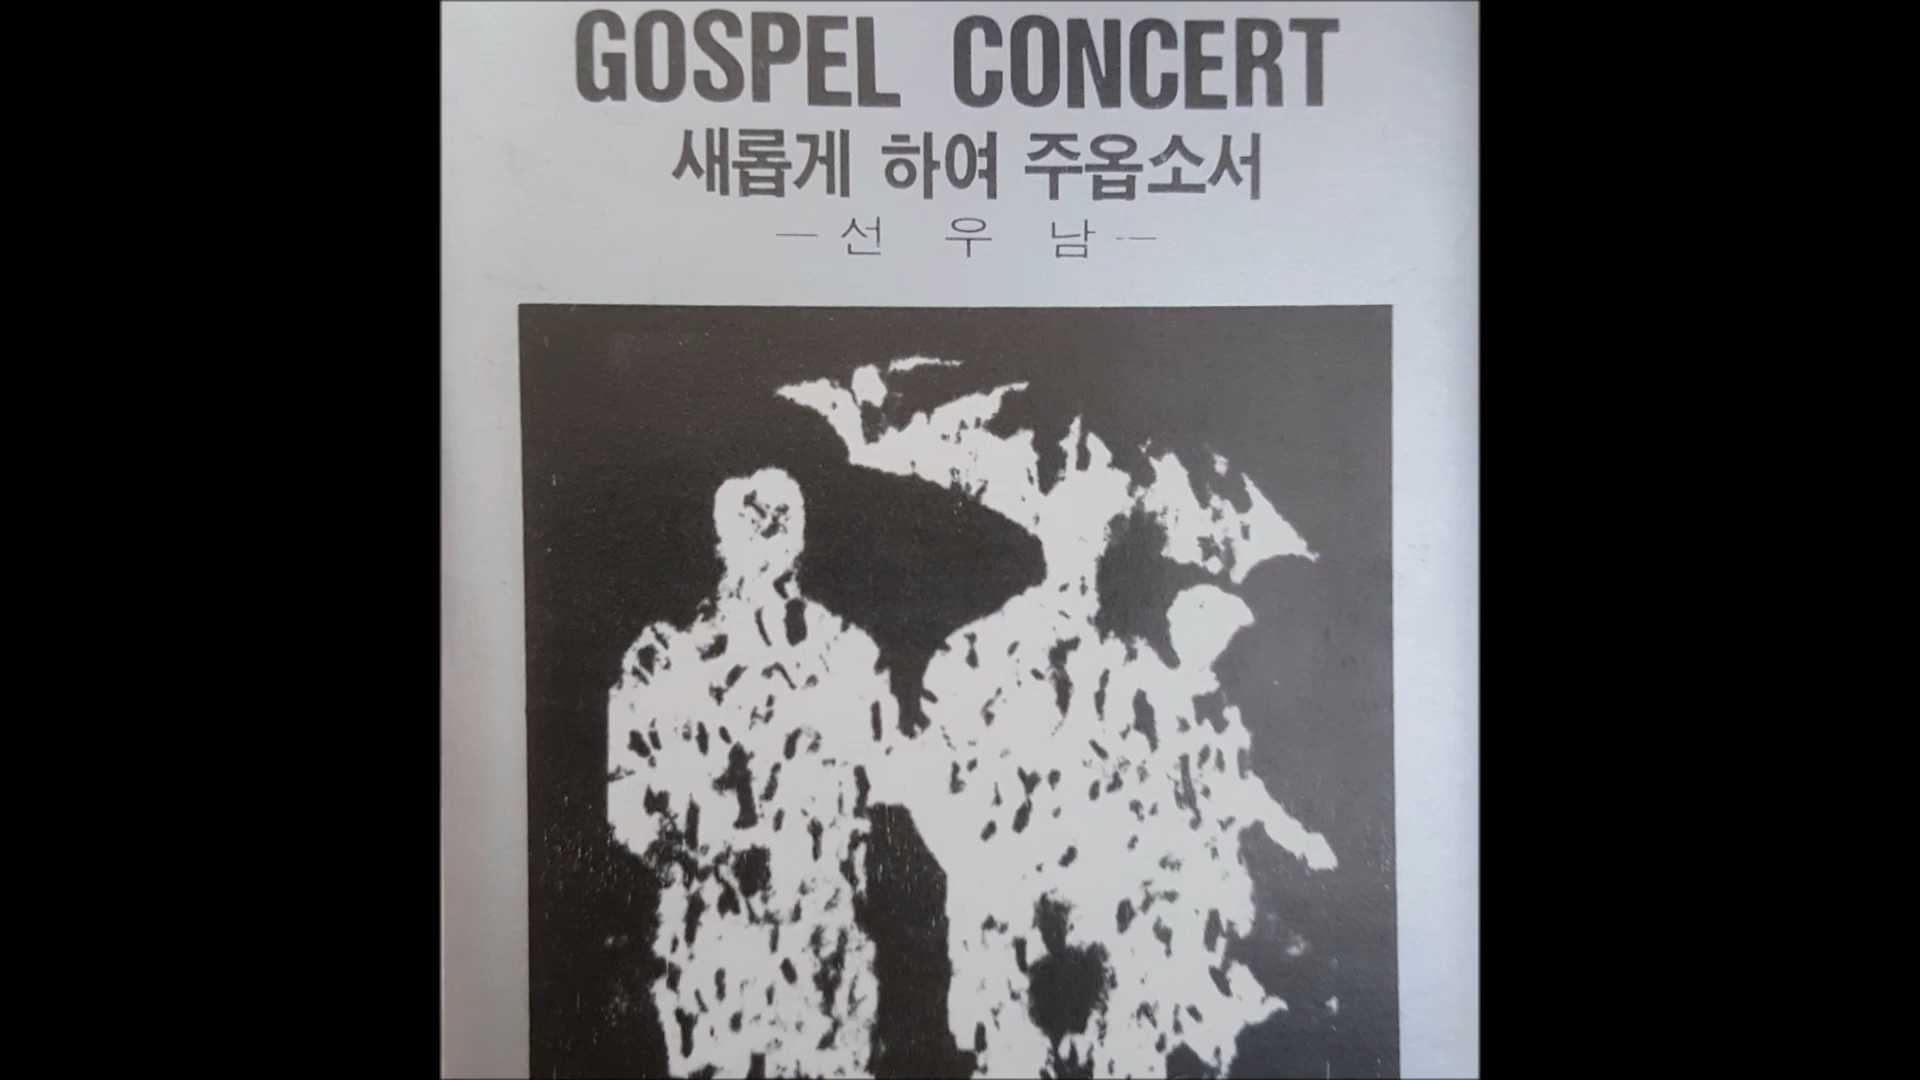 GOSPEL CONCERT
새롭게 하여 주옵소서
— 선 우 남 —